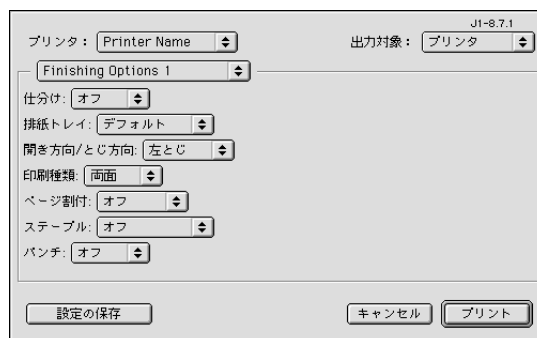 J1-8.7.1
プリンタ： Printer Name 出力対象： プリンタ
Finishing Options 1
仕分け: オフ
排紙トレイ: デフォルト
開き方向/とじ方向: 左とじ
印刷種類: 両面
ページ割付: オフ
ステープル: オフ
パンチ: オフ
設定の保存 キャンセル プリント